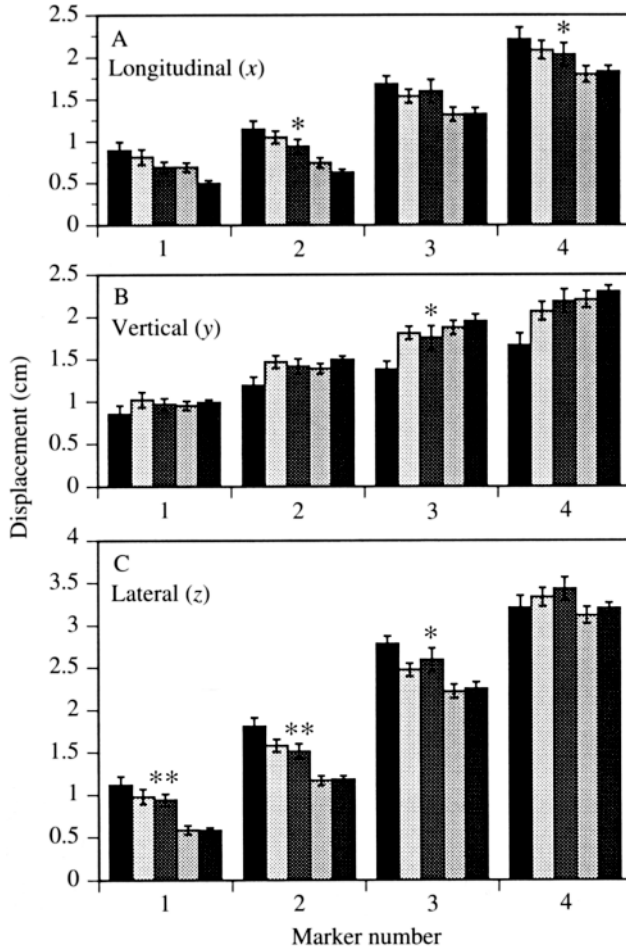 2.5
A
Longitudinal (x)
*
2
1.5
*
1
0.5
0
1 2 3 4
2.5
B
Vertical (y)
*
2
1.5
1
0.5
0
1 2 3 4
Displacement (cm)
4
C
Lateral (z)
3.5
3
*
2.5
2
**
1.5
**
1
0.5
0
1 2 3 4
Marker number